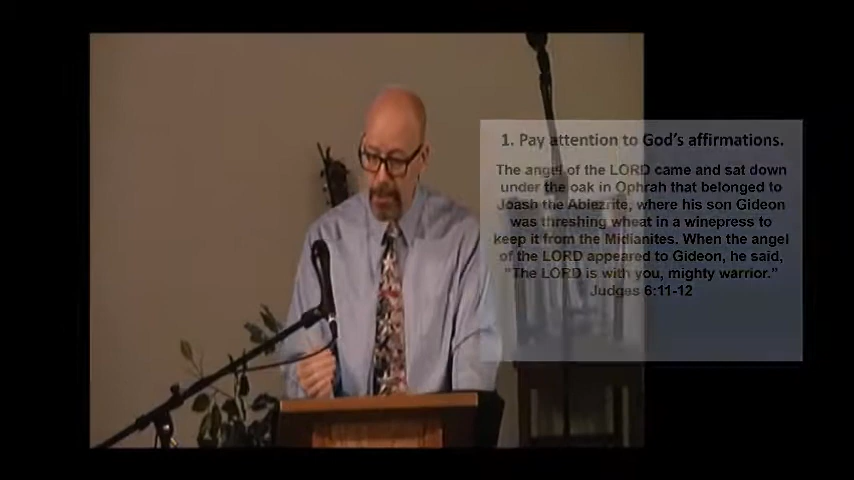 1. Pay attention to God's affirmations.
The angel of the LORD came and sat down
under the oak in Ophrah that belonged to
Joash the Abiezrite, where his son Gideon
was threshing wheat in a winepress to
keep it from the Midianites. When the angel
of the LORD appeared to Gideon, he said,
"The LORD is with you, mighty warrior."
Judges 6:11-12